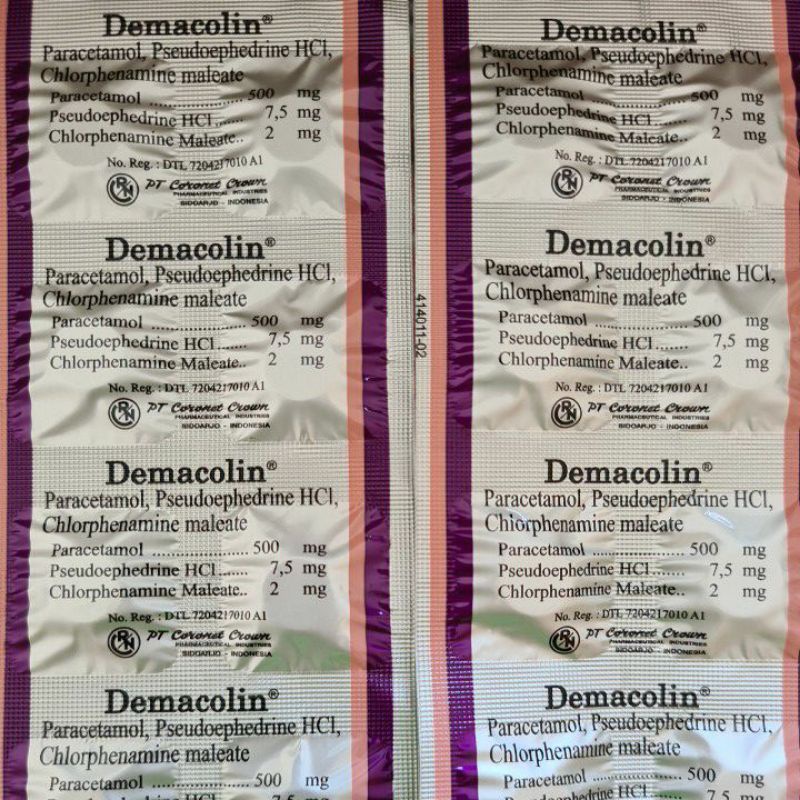 Demacolin®
Paracetamol, Pseudoephedrine HCl,
Chlorphenamine maleate
Paracetamol .................... 500 mg
Pseudoephedrine HCl....... 7,5 mg
Chlorphenamine Maleate.. 2 mg
No. Reg. : DTL 7204217010 A1
PT Coronet Crown
PHARMACEUTICAL INDUSTRIES
SIDOARJO - INDONESIA
Demacolin®
Paracetamol, Pseudoephedrine HCl,
Chlorphenamine maleate
Paracetamol .................... 500 mg
Pseudoephedrine HCl....... 7,5 mg
Chlorphenamine Maleate.. 2 mg
No. Reg. : DTL 7204217010 A1
PT Coronet Crown
PHARMACEUTICAL INDUSTRIES
SIDOARJO - INDONESIA
Demacolin®
Paracetamol, Pseudoephedrine HCl,
Chlorphenamine maleate
Paracetamol .................... 500 mg
Pseudoephedrine HCl....... 7,5 mg
Chlorphenamine Maleate.. 2 mg
No. Reg. : DTL 7204217010 A1
PT Coronet Crown
PHARMACEUTICAL INDUSTRIES
SIDOARJO - INDONESIA
Demacolin®
Paracetamol, Pseudoephedrine HCl,
Chlorphenamine maleate
Paracetamol .................... 500 mg
HCl 7,5 mg
414011-02
Demacolin®
Paracetamol, Pseudoephedrine HCl,
Chlorphenamine maleate
Paracetamol .................... 500 mg
Pseudoephedrine HCl....... 7,5 mg
Chlorphenamine Maleate.. 2 mg
No. Reg. : DTL 7204217010 A1
PT Coronet Crown
PHARMACEUTICAL INDUSTRIES
SIDOARJO - INDONESIA
Demacolin®
Paracetamol, Pseudoephedrine HCl,
Chlorphenamine maleate
Paracetamol .................... 500 mg
Pseudoephedrine HCl....... 7,5 mg
Chlorphenamine Maleate.. 2 mg
No. Reg. : DTL 7204217010 A1
PT Coronet Crown
PHARMACEUTICAL INDUSTRIES
SIDOARJO - INDONESIA
Demacolin®
Paracetamol, Pseudoephedrine HCl,
Chlorphenamine maleate
Paracetamol .................... 500 mg
Pseudoephedrine HCl....... 7,5 mg
Chlorphenamine Maleate.. 2 mg
No. Reg. : DTL 7204217010 A1
PT Coronet Crown
PHARMACEUTICAL INDUSTRIES
SIDOARJO - INDONESIA
Demacolin®
Paracetamol, Pseudoephedrine HCl,
Chlorphenamine maleate
Paracetamol .................... 500 mg
HCl 7,5 mg